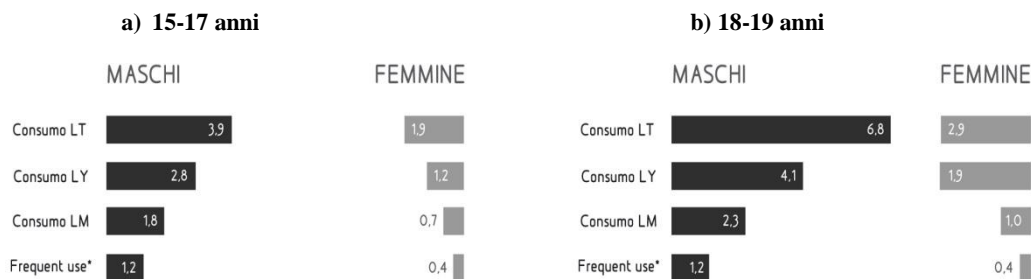 a) 15-17 anni
MASCHI FEMMINE
Consumo LT 3,9 1,9
Consumo LY 2,8 1,2
Consumo LM 1,8 0,7
Frequent use* 1,2 0,4
b) 18-19 anni
MASCHI FEMMINE
Consumo LT 6,8 2,9
Consumo LY 4,1 1,9
Consumo LM 2,3 1,0
Frequent use* 1,2 0,4